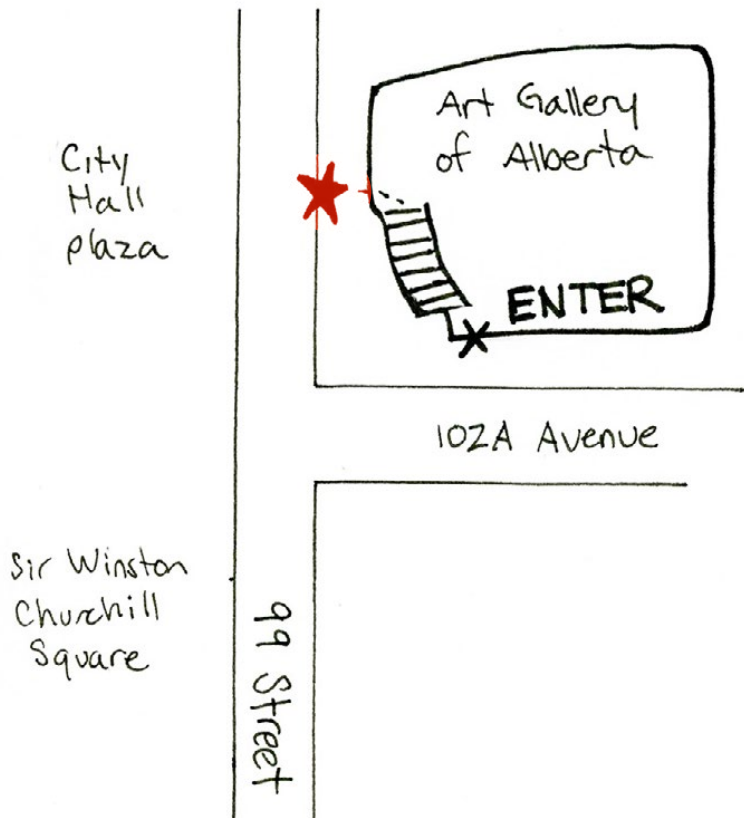 Art Gallery
of Alberta
City
Hall
plaza
ENTER
102A Avenue
Sir Winston
Churchill
Square
99 Street